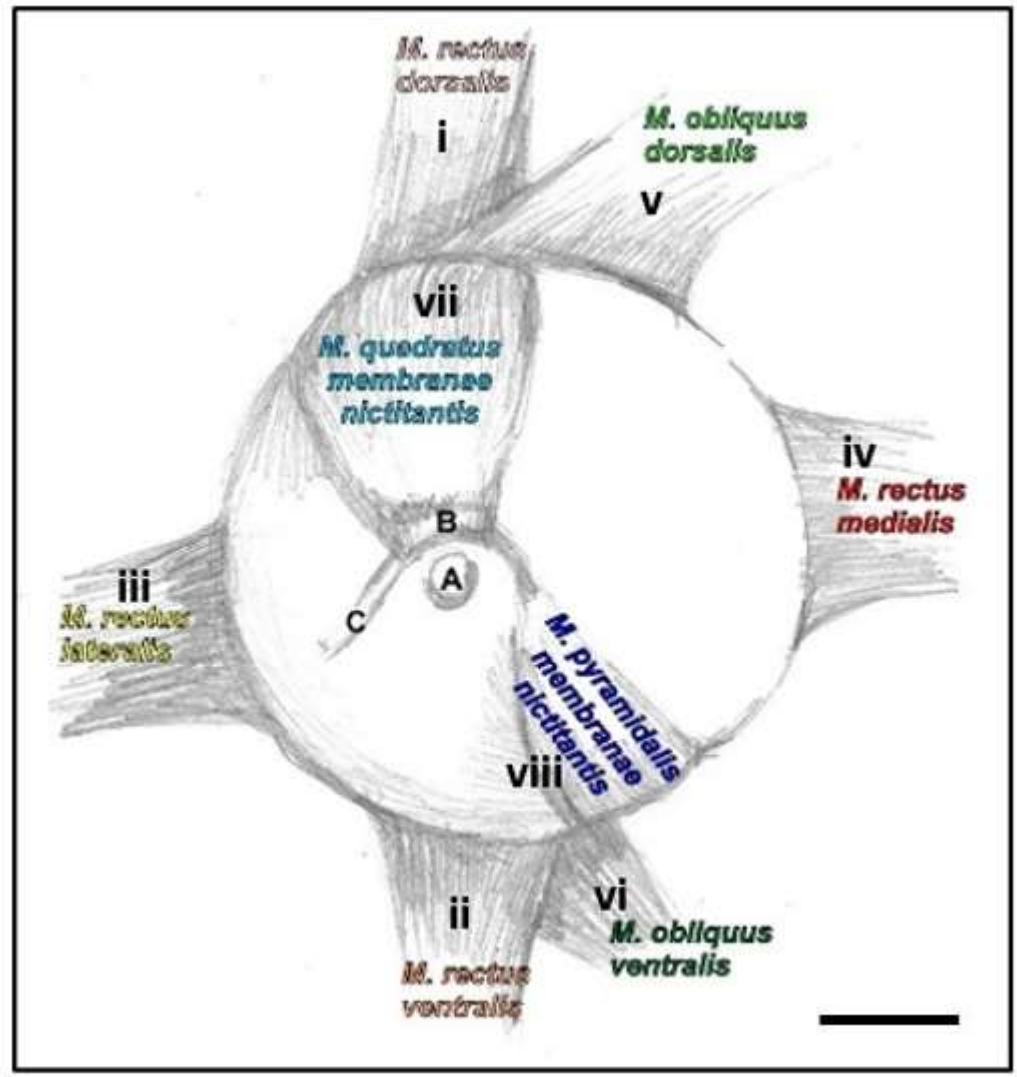 M. rectus
dorsalis
i
M. obliquus
dorsalis
v
vii
M. quadratus
membranae
nictitantis
iv
M. rectus
medialis
B
A
C
iii
M. rectus
lateralis
M. pyramidalis
membranae
nictitantis
viii
vi
M. obliquus
ventralis
ii
M. rectus
ventralis